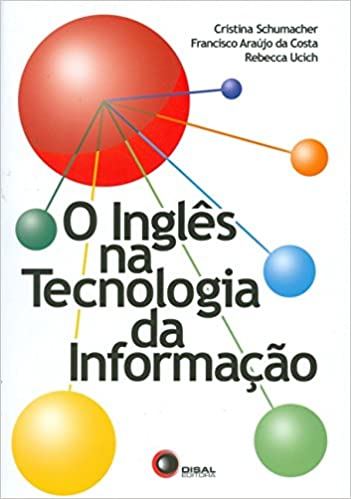 Cristina Schumacher
Francisco Araújo da Costa
Rebecca Ucich
O Inglês
na
Tecnologia
da
Informação
DISAL
EDITORA